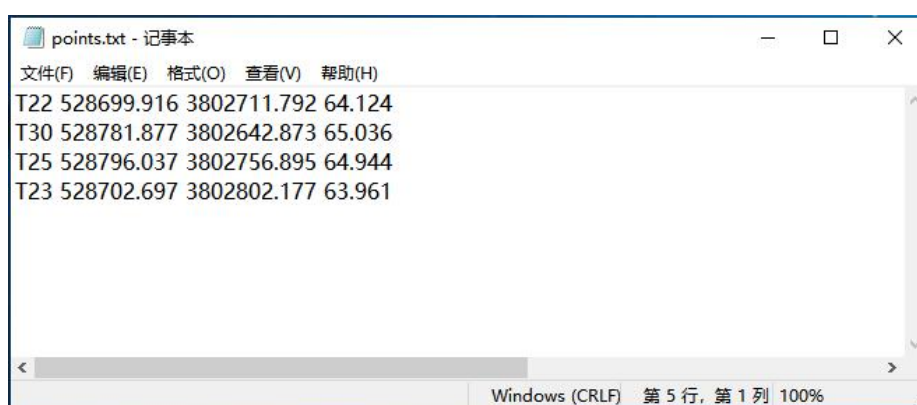 points.txt - 记事本
文件(F) 编辑(E) 格式(O) 查看(V) 帮助(H)
T22 528699.916 3802711.792 64.124
T30 528781.877 3802642.873 65.036
T25 528796.037 3802756.895 64.944
T23 528702.697 3802802.177 63.961
Windows (CRLF) 第 5 行, 第 1 列 100%